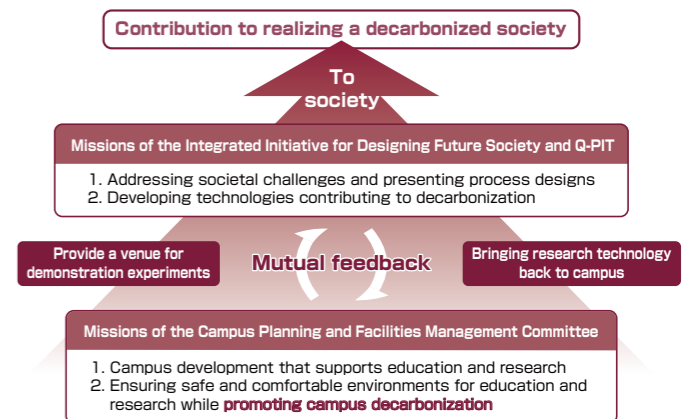 Contribution to realizing a decarbonized society
To
society
Missions of the Integrated Initiative for Designing Future Society and Q-PIT
1. Addressing societal challenges and presenting process designs
2. Developing technologies contributing to decarbonization
Provide a venue for
demonstration experiments
Mutual feedback
Bringing research technology
back to campus
Missions of the Campus Planning and Facilities Management Committee
1. Campus development that supports education and research
2. Ensuring safe and comfortable environments for education and
research while promoting campus decarbonization